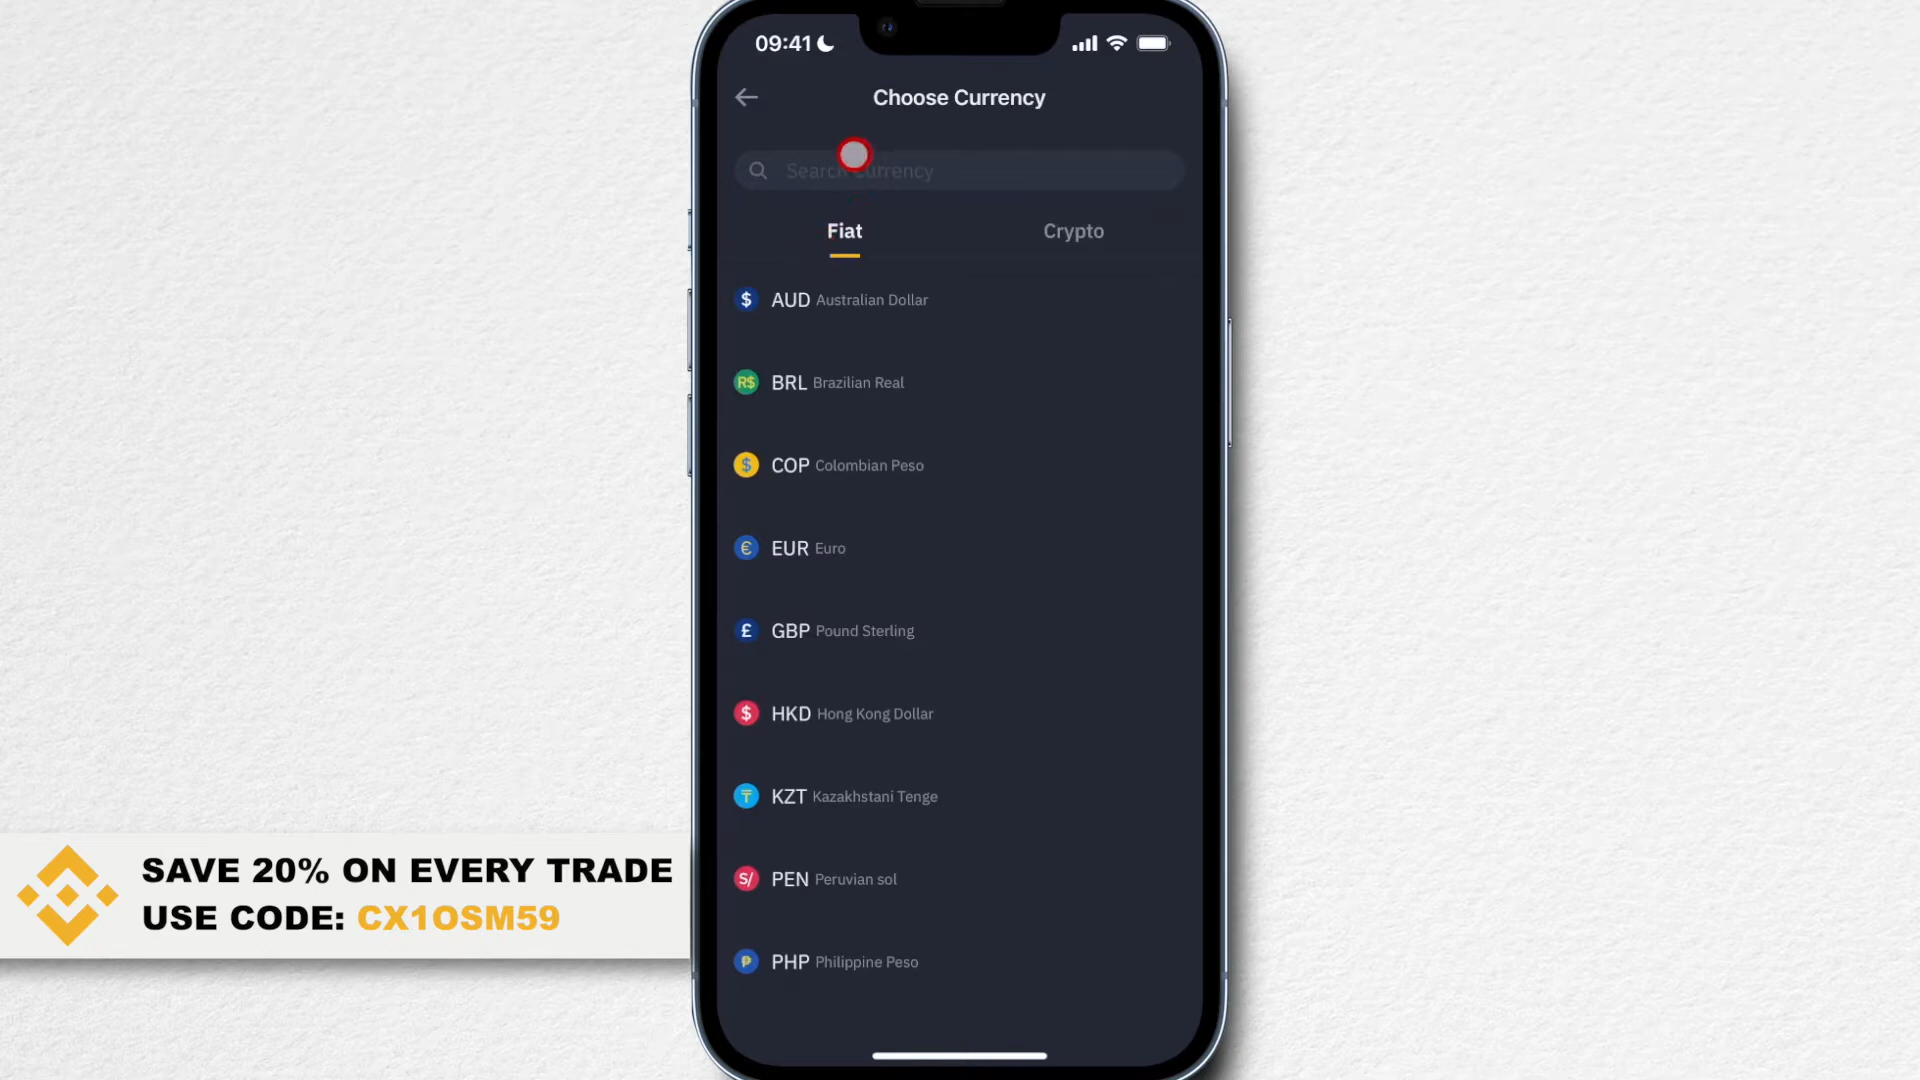 09:41
Choose Currency
Search Currency
Fiat
Crypto
$ AUD Australian Dollar
R$ BRL Brazilian Real
$ COP Colombian Peso
€ EUR Euro
£ GBP Pound Sterling
$ HKD Hong Kong Dollar
₸ KZT Kazakhstani Tenge
S/ PEN Peruvian sol
₱ PHP Philippine Peso
SAVE 20% ON EVERY TRADE
USE CODE: CX1OSM59